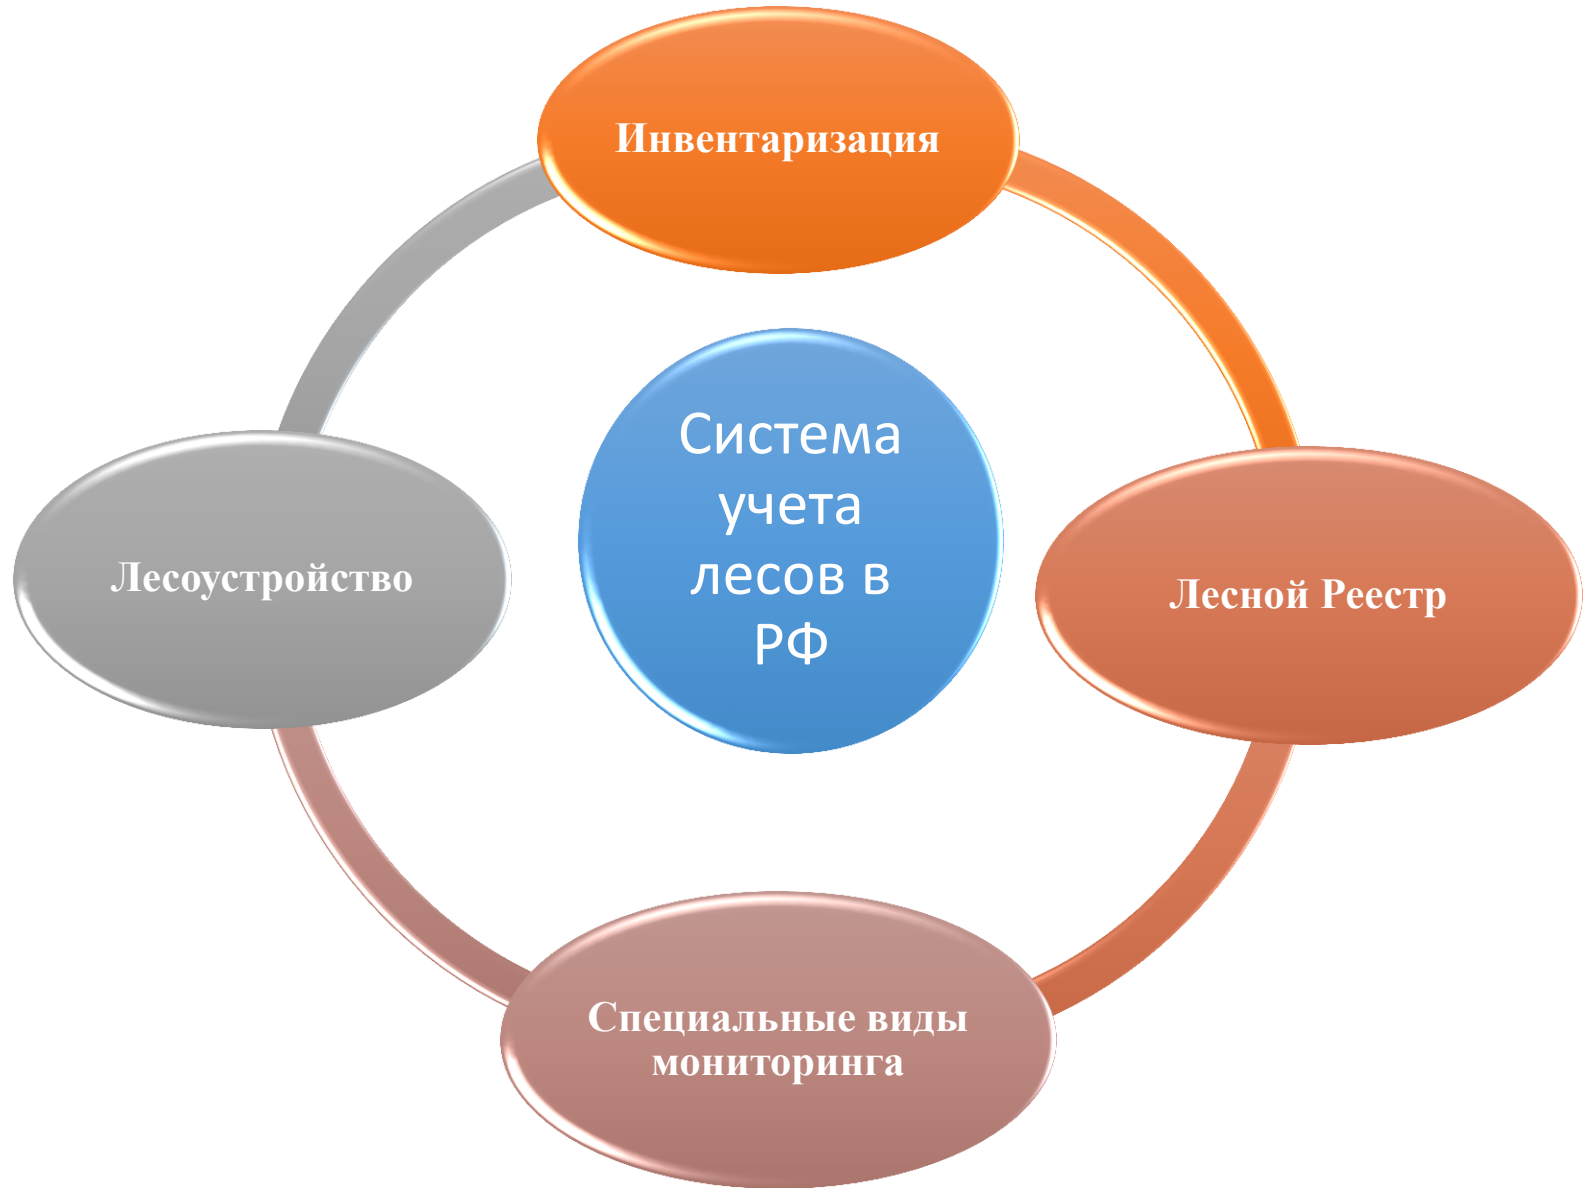 Инвентаризация
Система
учета
лесов в
РФ
Лесоустройство
Лесной Реестр
Специальные виды
мониторинга